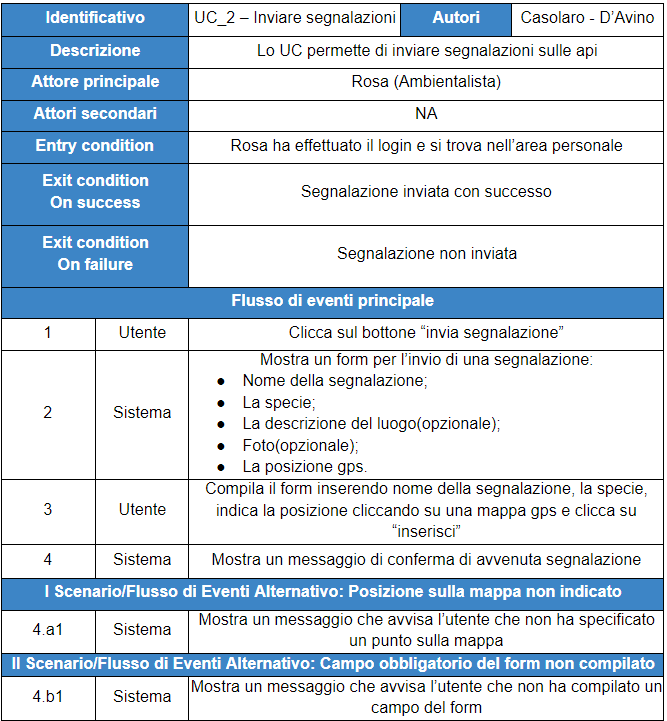 Identificativo UC_2 – Inviare segnalazioni Autori Casolaro - D’Avino
Descrizione Lo UC permette di inviare segnalazioni sulle api
Attore principale Rosa (Ambientalista)
Attori secondari NA
Entry condition Rosa ha effettuato il login e si trova nell’area personale
Exit condition
On success
Segnalazione inviata con successo
Exit condition
On failure
Segnalazione non inviata
Flusso di eventi principale
1 Utente Clicca sul bottone “invia segnalazione”
2 Sistema
Mostra un form per l’invio di una segnalazione:
● Nome della segnalazione;
● La specie;
● La descrizione del luogo(opzionale);
● Foto(opzionale);
● La posizione gps.
3 Utente
Compila il form inserendo nome della segnalazione, la specie,
indica la posizione cliccando su una mappa gps e clicca su
“inserisci”
4 Sistema Mostra un messaggio di conferma di avvenuta segnalazione
I Scenario/Flusso di Eventi Alternativo: Posizione sulla mappa non indicato
4.a1 Sistema
Mostra un messaggio che avvisa l’utente che non ha specificato
un punto sulla mappa
II Scenario/Flusso di Eventi Alternativo: Campo obbligatorio del form non compilato
4.b1 Sistema
Mostra un messaggio che avvisa l’utente che non ha compilato un
campo del form